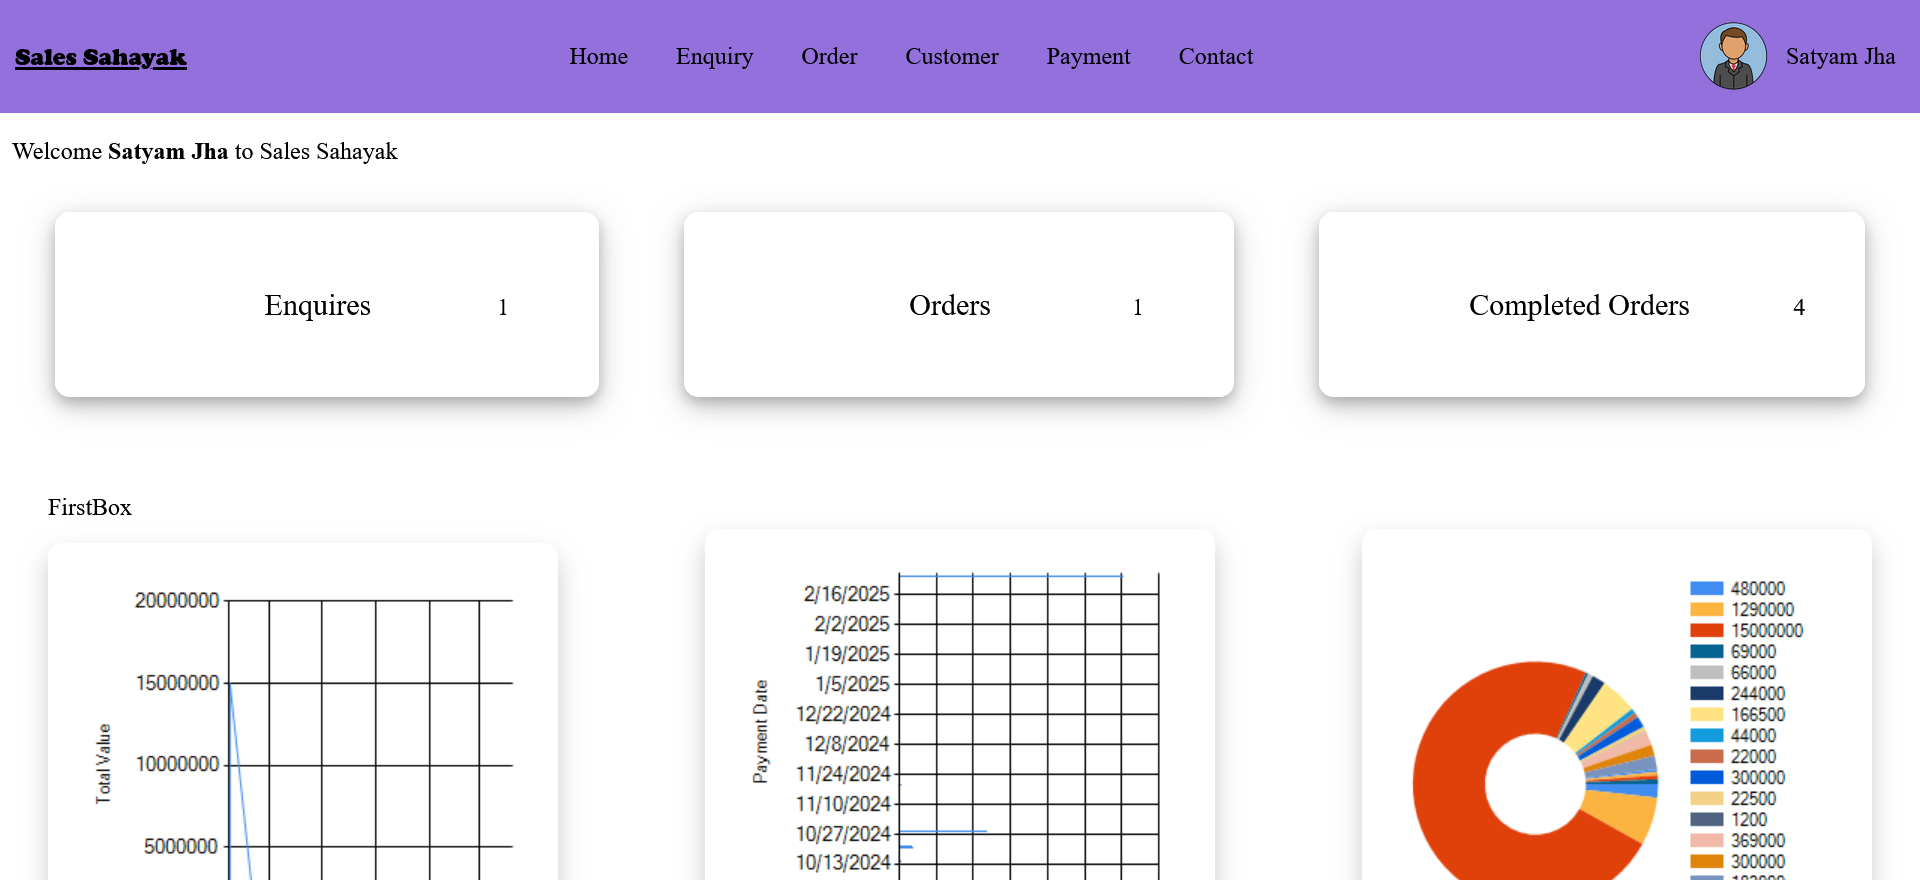 Sales Sahayak
Home
Enquiry
Order
Customer
Payment
Contact
Satyam Jha
Welcome Satyam Jha to Sales Sahayak
Enquires 1
Orders 1
Completed Orders 4
FirstBox
20000000
15000000
10000000
5000000
Total Value
2/16/2025
2/2/2025
1/19/2025
1/5/2025
12/22/2024
12/8/2024
11/24/2024
11/10/2024
10/27/2024
10/13/2024
Payment Date
480000
1290000
15000000
69000
66000
244000
166500
44000
22000
300000
22500
1200
369000
300000